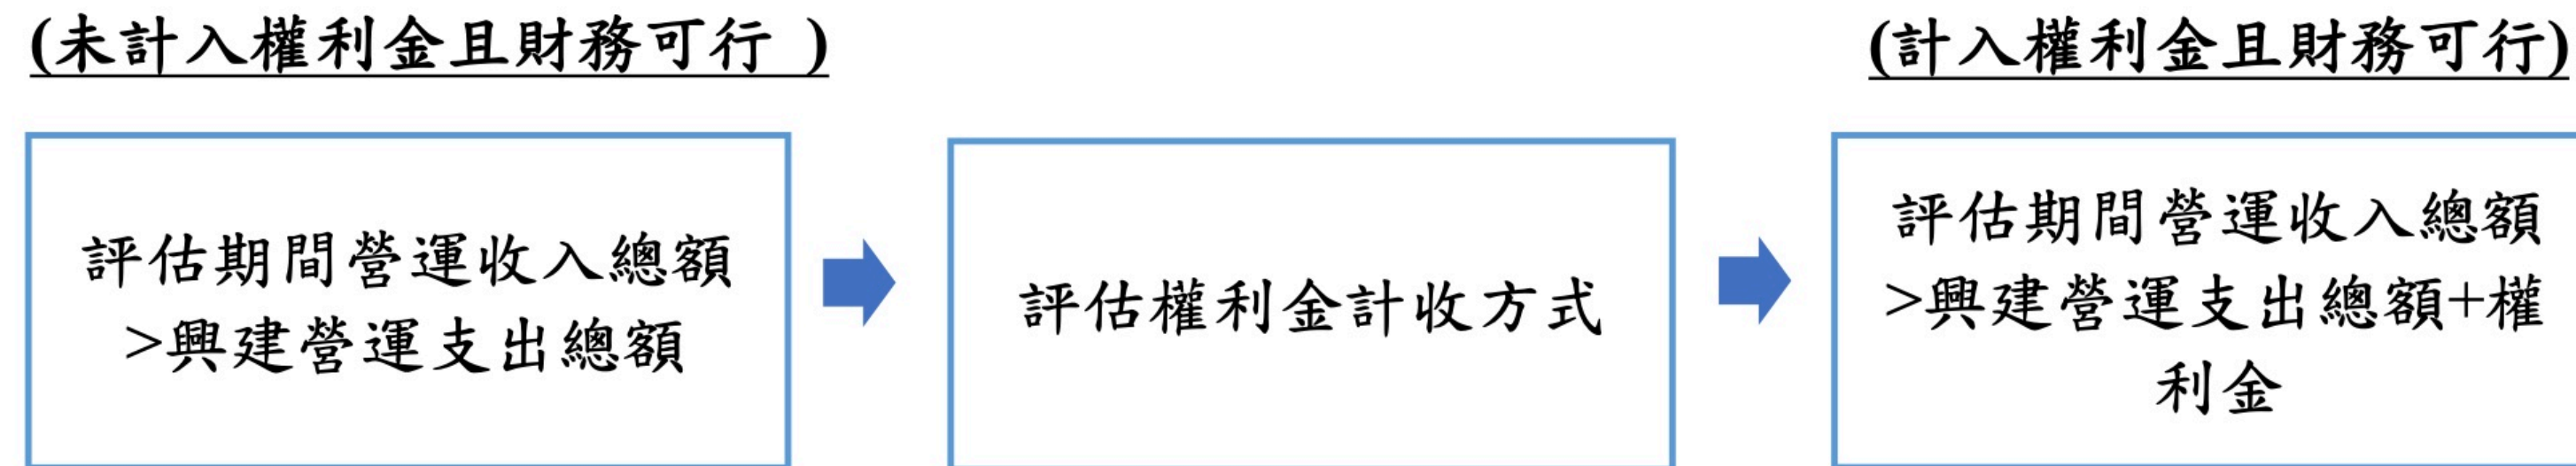 (未計入權利金且財務可行 )
(計入權利金且財務可行)
評估期間營運收入總額
>興建營運支出總額
評估權利金計收方式
評估期間營運收入總額
>興建營運支出總額+權
利金